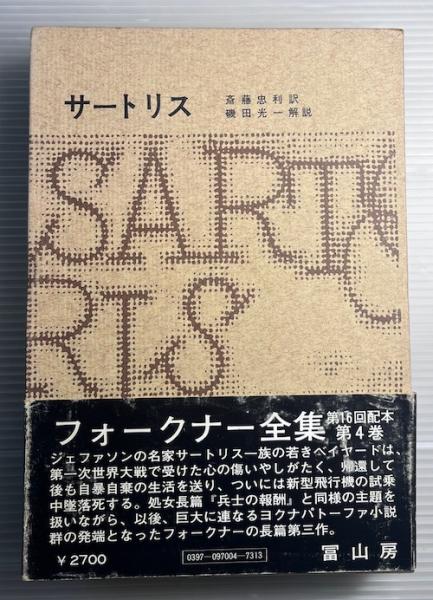 サートリス
斎藤忠利訳
磯田光一解説
SARTO
RIS
フォークナー全集 第16回配本
第4巻
ジェファソンの名家サートリス一族の若きベイヤードは、
第一次世界大戦で受けた心の傷いやしがたく、帰還して
後も自暴自棄の生活を送り、ついには新型飛行機の試乗
中墜落死する。処女長篇『兵士の報酬』と同様の主題を
扱いながら、以後、巨大に連なるヨクナパトーファ小説
群の発端となったフォークナーの長篇第三作。
¥2700
0397-097004-7313
冨山房